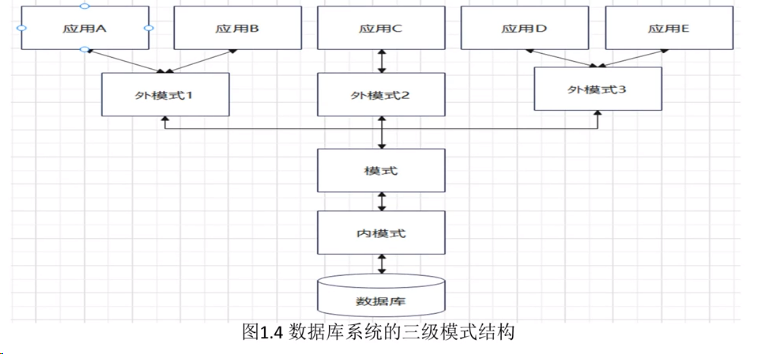 应用A 应用B 应用C 应用D 应用E
外模式1 外模式2 外模式3
模式
内模式
数据库
图1.4 数据库系统的三级模式结构